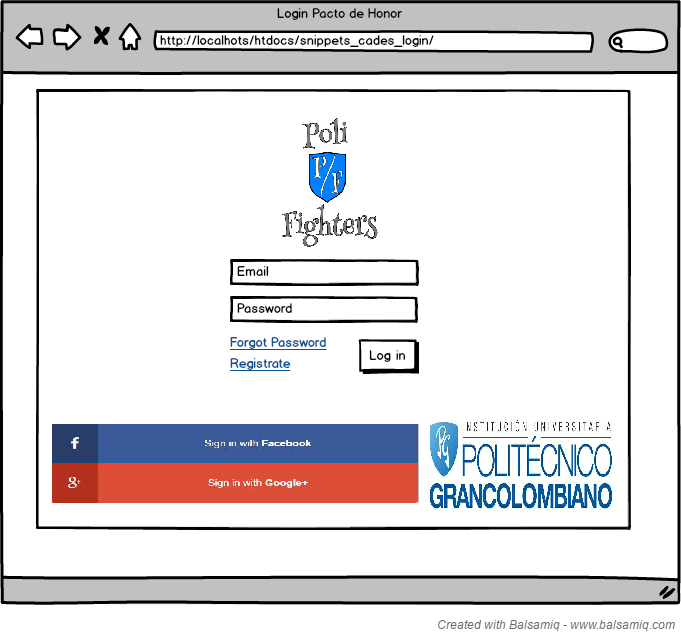 Login Pacto de Honor
http://localhots/htdocs/snippets_cades_login/
Poli
P/F
Fighters
Email
Password
Forgot Password
Log in
Registrate
f
Sign in with Facebook
g+
Sign in with Google+
PG
INSTITUCIÓN UNIVERSITARIA
POLITÉCNICO
GRANCOLOMBIANO
Created with Balsamiq - www.balsamiq.com